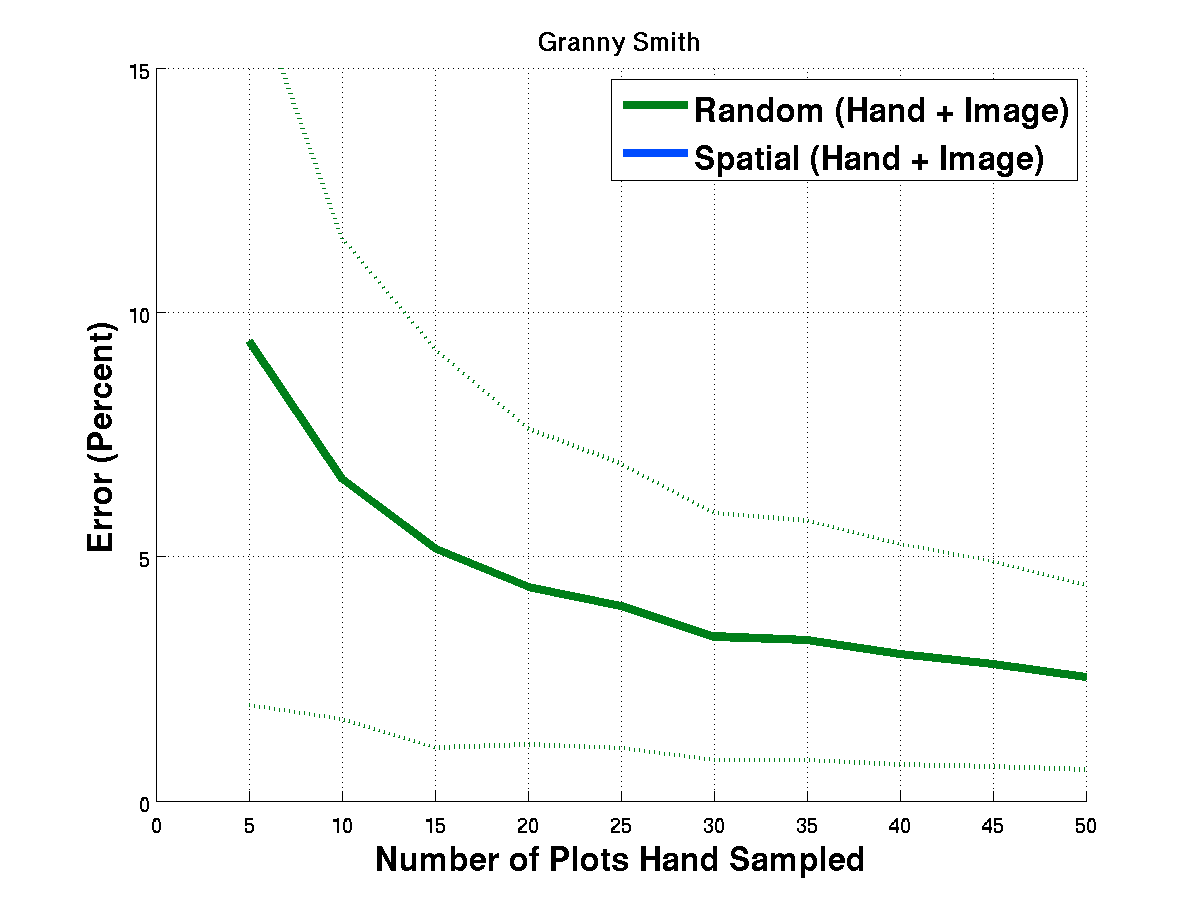 Granny Smith
15
Random (Hand + Image)
Spatial (Hand + Image)
10
5
0
Error (Percent)
0 5 10 15 20 25 30 35 40 45 50
Number of Plots Hand Sampled